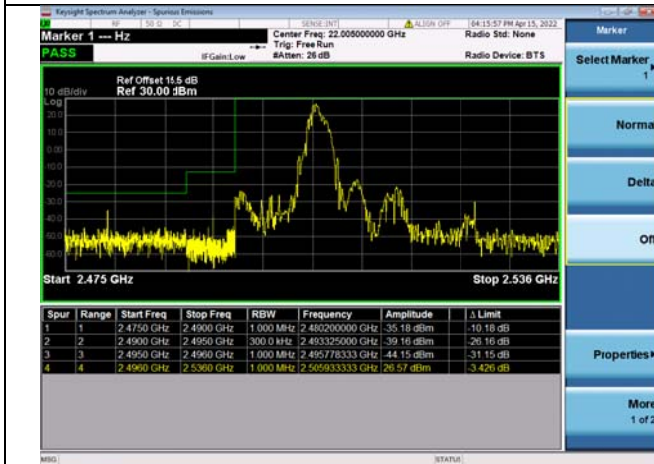 Keysight Spectrum Analyzer - Spurious Emissions
RF 50 Ω DC SENSE:INT ALIGN OFF 04:15:57 PM Apr 15, 2022
Marker 1 --- Hz
Center Freq: 22.005000000 GHz
Radio Std: None
Marker
PASS
Trig: Free Run
IFGain:Low
#Atten: 26 dB
Radio Device: BTS
Select Marker
1
Ref Offset 15.5 dB
10 dB/div Ref 30.00 dBm
Log
20.0
10.0
0.00
-10.0
-20.0
-30.0
-40.0
-50.0
-60.0
Start 2.475 GHz
Stop 2.536 GHz
Norma
Delta
Of
Spur Range Start Freq Stop Freq RBW Frequency Amplitude Δ Limit
1 1 2.4750 GHz 2.4900 GHz 1.000 MHz 2.480200000 GHz -35.18 dBm -10.18 dB
2 2 2.4900 GHz 2.4950 GHz 300.0 kHz 2.493325000 GHz -39.16 dBm -26.16 dB
3 3 2.4950 GHz 2.4960 GHz 1.000 MHz 2.495778333 GHz -44.15 dBm -31.15 dB
4 4 2.4960 GHz 2.5360 GHz 1.000 MHz 2.505933333 GHz 26.57 dBm -3.426 dB
Properties
More
1 of 2
MSG
STATUS